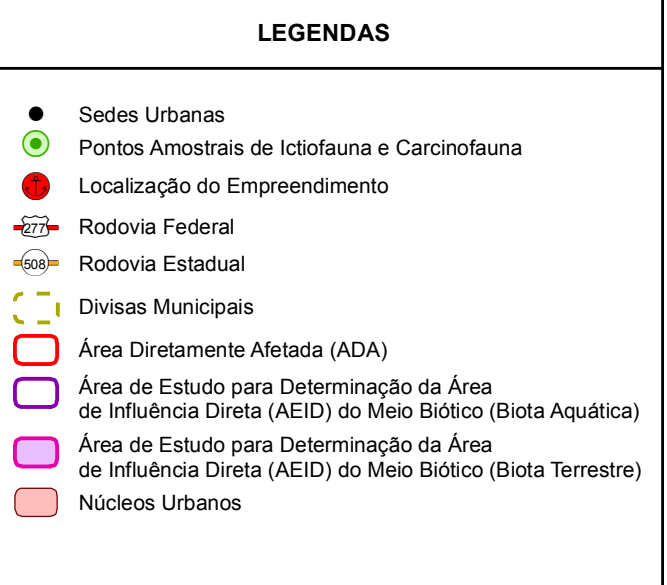 LEGENDAS
Sedes Urbanas
Pontos Amostrais de Ictiofauna e Carcinofauna
Localização do Empreendimento
277 Rodovia Federal
508 Rodovia Estadual
Divisas Municipais
Área Diretamente Afetada (ADA)
Área de Estudo para Determinação da Área
de Influência Direta (AEID) do Meio Biótico (Biota Aquática)
Área de Estudo para Determinação da Área
de Influência Direta (AEID) do Meio Biótico (Biota Terrestre)
Núcleos Urbanos